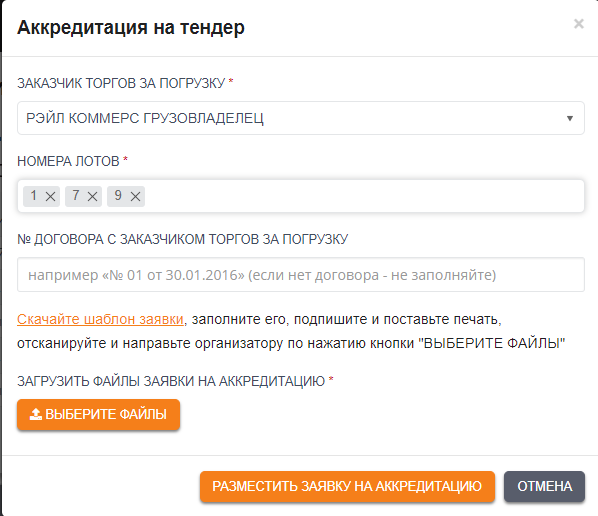 Аккредитация на тендер ×
ЗАКАЗЧИК ТОРГОВ ЗА ПОГРУЗКУ *
РЭЙЛ КОММЕРС ГРУЗОВЛАДЕЛЕЦ
НОМЕРА ЛОТОВ *
1 × 7 × 9 ×
№ ДОГОВОРА С ЗАКАЗЧИКОМ ТОРГОВ ЗА ПОГРУЗКУ
например «№ 01 от 30.01.2016» (если нет договора - не заполняйте)
Скачайте шаблон заявки, заполните его, подпишите и поставьте печать,
отсканируйте и направьте организатору по нажатию кнопки "ВЫБЕРИТЕ ФАЙЛЫ"
ЗАГРУЗИТЬ ФАЙЛЫ ЗАЯВКИ НА АККРЕДИТАЦИЮ *
ВЫБЕРИТЕ ФАЙЛЫ
РАЗМЕСТИТЬ ЗАЯВКУ НА АККРЕДИТАЦИЮ ОТМЕНА